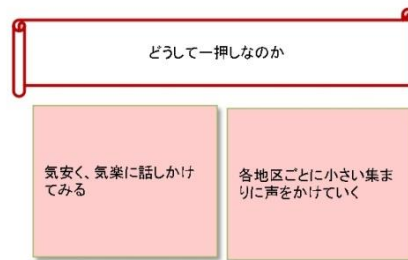 どうして一押しなのか
気安く、気楽に話しかけ
てみる
各地区ごとに小さい集ま
りに声をかけていく